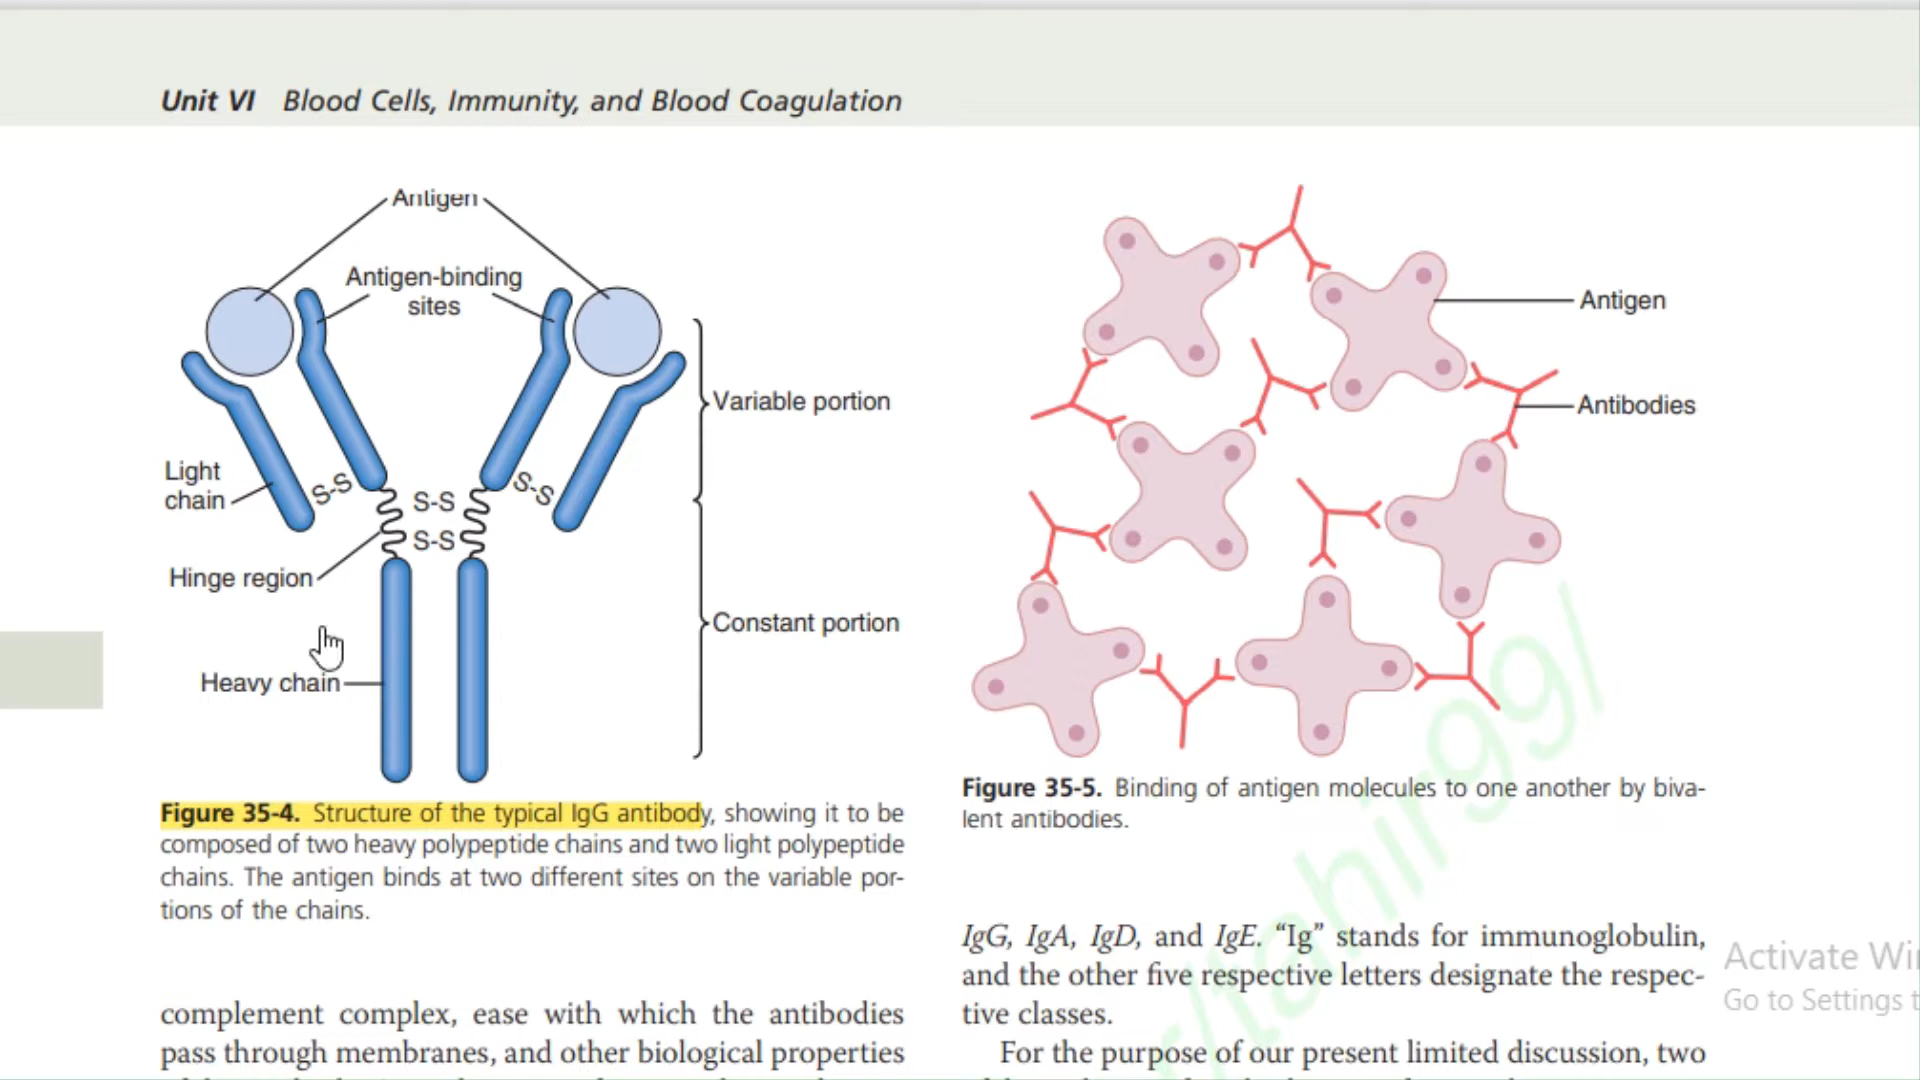 Unit VI Blood Cells, Immunity, and Blood Coagulation
Antigen
Antigen-binding
sites
Variable portion
Light
chain
S-S
S-S
S-S
S-S
Hinge region
Constant portion
Heavy chain
Figure 35-4. Structure of the typical IgG antibody, showing it to be
composed of two heavy polypeptide chains and two light polypeptide
chains. The antigen binds at two different sites on the variable por-
tions of the chains.
complement complex, ease with which the antibodies
pass through membranes, and other biological properties
Antigen
Antibodies
Figure 35-5. Binding of antigen molecules to one another by biva-
lent antibodies.
IgG, IgA, IgD, and IgE. “Ig” stands for immunoglobulin,
and the other five respective letters designate the respec-
tive classes.
For the purpose of our present limited discussion, two
r/tahir99/
Activate Wi
Go to Settings t